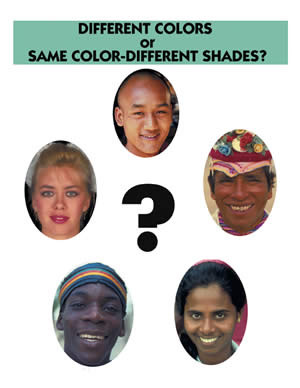 DIFFERENT COLORS
or
SAME COLOR-DIFFERENT SHADES?
?